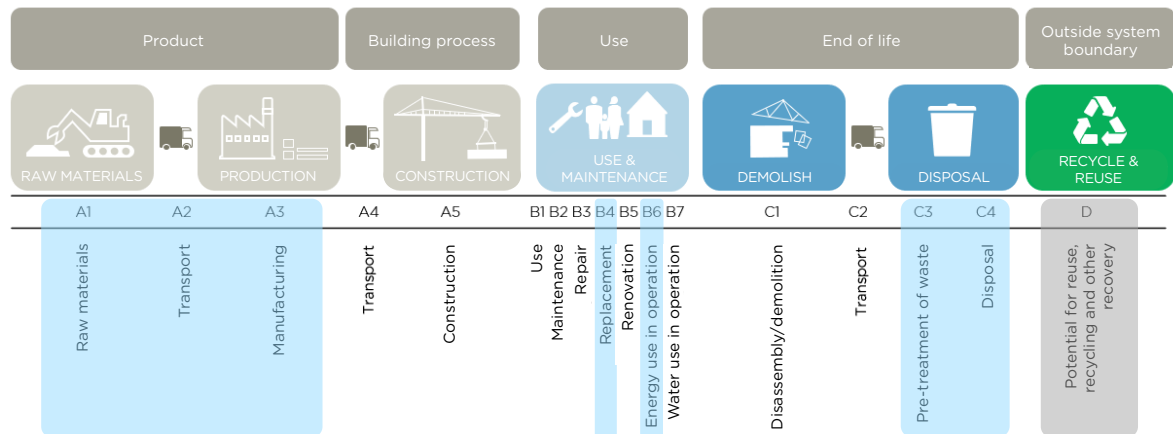 Product
Building process
Use
End of life
Outside system
boundary
RAW MATERIALS
PRODUCTION
CONSTRUCTION
USE &
MAINTENANCE
DEMOLISH
DISPOSAL
RECYCLE &
REUSE
A1
A2
A3
A4
A5
B1
B2
B3
B4
B5
B6
B7
C1
C2
C3
C4
D
Raw materials
Transport
Manufacturing
Transport
Construction
Use
Maintenance
Repair
Replacement
Renovation
Energy use in operation
Water use in operation
Disassembly/demolition
Transport
Pre-treatment of waste
Disposal
Potential for reuse,
recycling and other
recovery